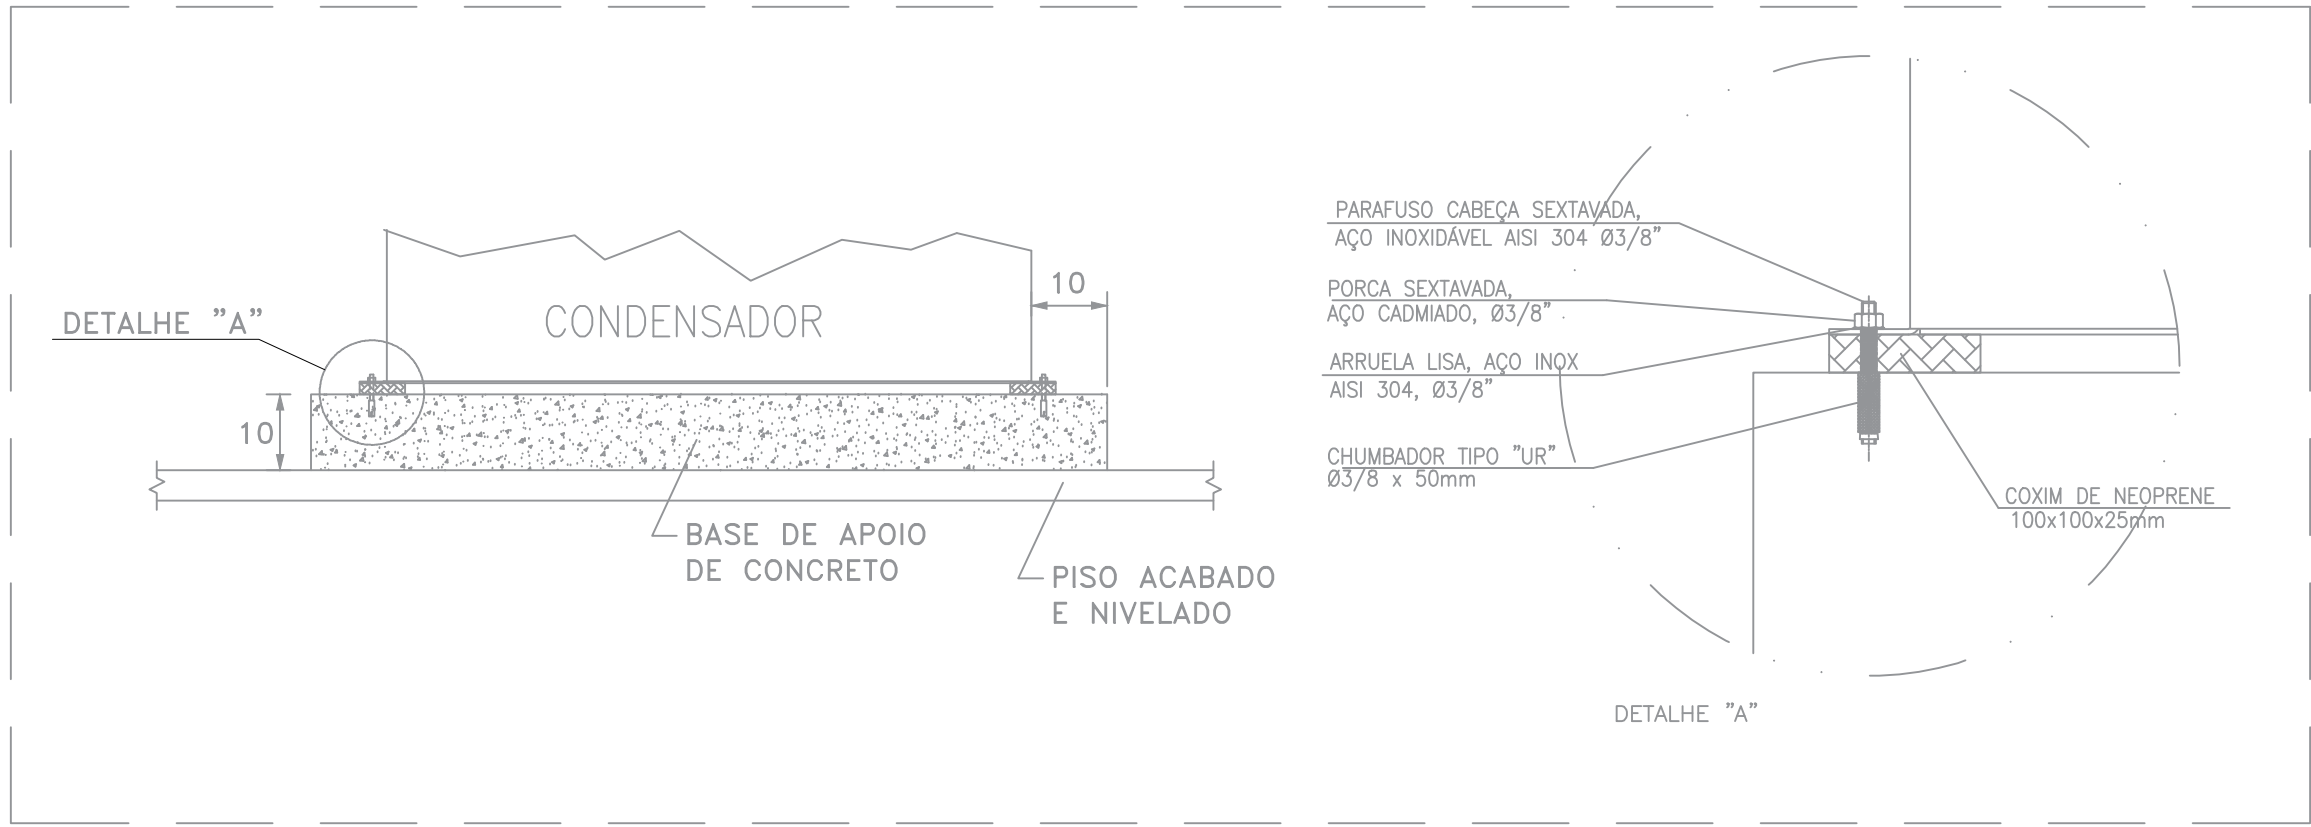 DETALHE "A"
CONDENSADOR
10
10
BASE DE APOIO
DE CONCRETO
PISO ACABADO
E NIVELADO
PARAFUSO CABEÇA SEXTAVADA,
AÇO INOXIDÁVEL AISI 304 Ø3/8"
PORCA SEXTAVADA,
AÇO CADMIADO, Ø3/8"
ARRUELA LISA, AÇO INOX
AISI 304, Ø3/8"
CHUMBADOR TIPO "UR"
Ø3/8 x 50mm
COXIM DE NEOPRENE
100x100x25mm
DETALHE "A"